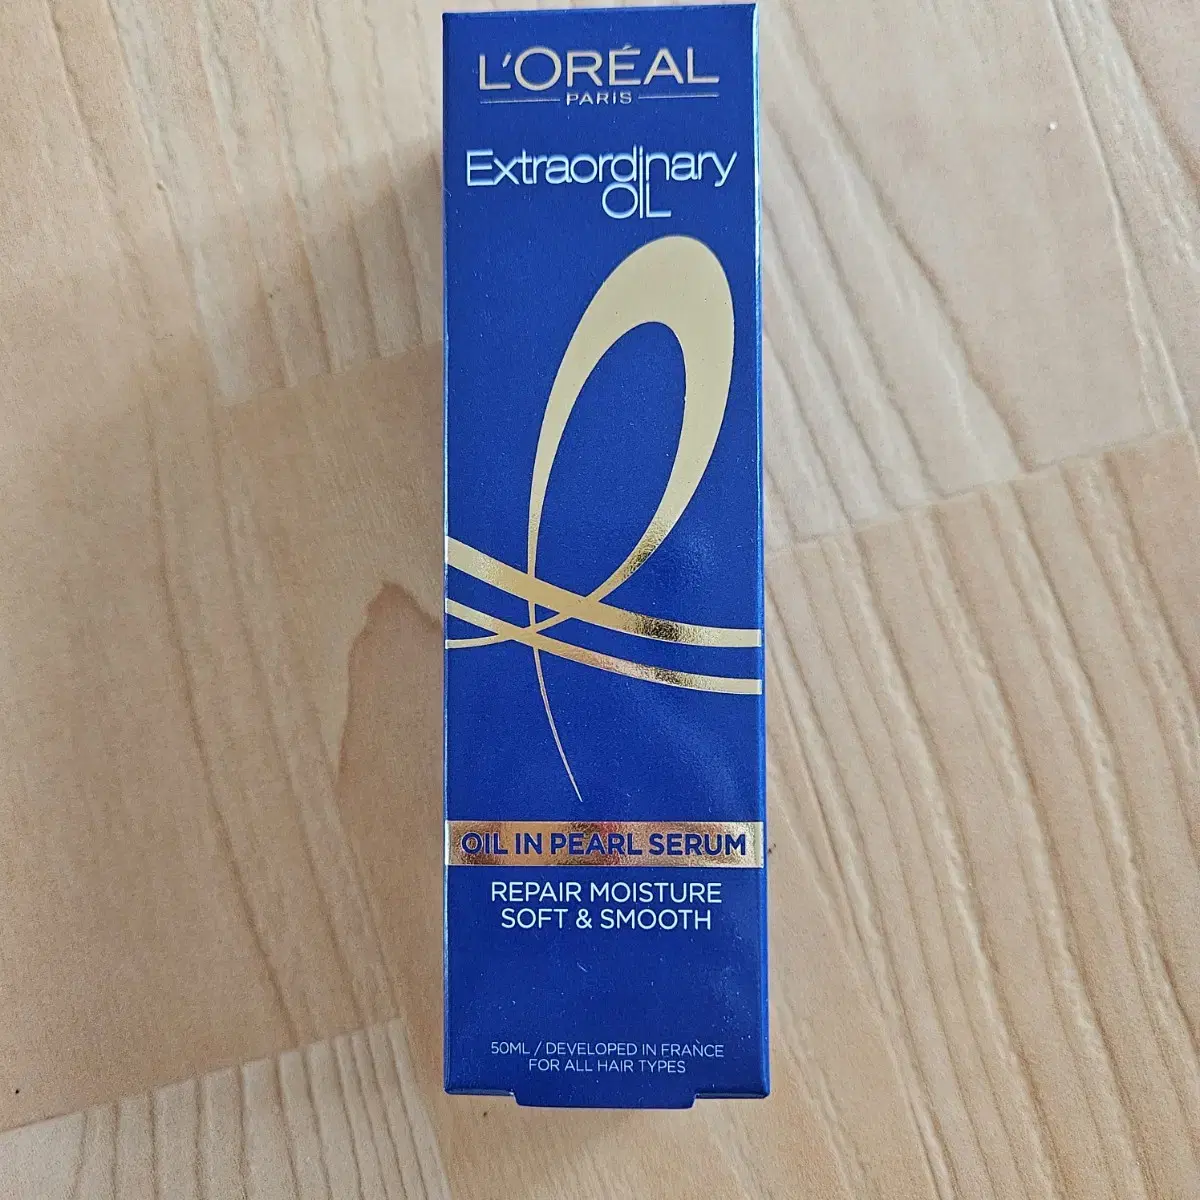 L'ORÉAL
PARIS
Extraordinary
OIL
OIL IN PEARL SERUM
REPAIR MOISTURE
SOFT & SMOOTH
50ML / DEVELOPED IN FRANCE
FOR ALL HAIR TYPES